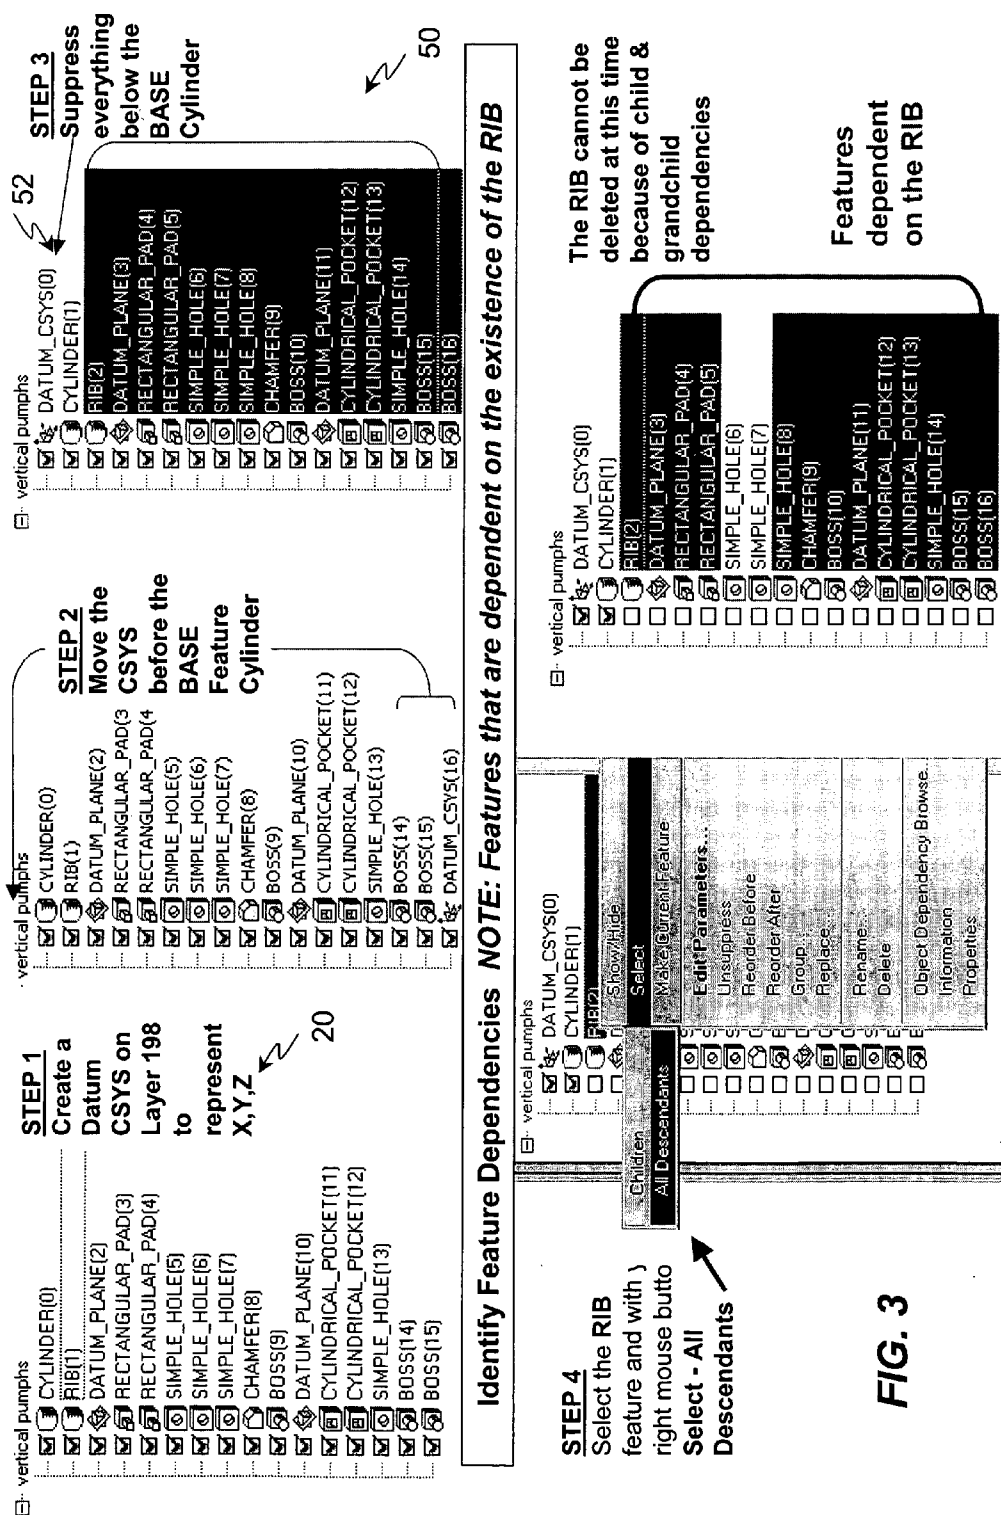 vertical pumphs
CYLINDER(0)
RIB(1)
DATUM_PLANE(2)
RECTANGULAR_PAD(3)
RECTANGULAR_PAD(4)
SIMPLE_HOLE(5)
SIMPLE_HOLE(6)
SIMPLE_HOLE(7)
CHAMFER(8)
BOSS(9)
DATUM_PLANE(10)
CYLINDRICAL_POCKET(11)
CYLINDRICAL_POCKET(12)
SIMPLE_HOLE(13)
BOSS(14)
BOSS(15)
STEP 1
Create a
Datum
CSYS on
Layer 198
to
represent
X,Y,Z
20
vertical pumphs
CYLINDER(0)
RIB(1)
DATUM_PLANE(2)
RECTANGULAR_PAD(3
RECTANGULAR_PAD(4
SIMPLE_HOLE(5)
SIMPLE_HOLE(6)
SIMPLE_HOLE(7)
CHAMFER(8)
BOSS(9)
DATUM_PLANE(10)
CYLINDRICAL_POCKET(11)
CYLINDRICAL_POCKET(12)
SIMPLE_HOLE(13)
BOSS(14)
BOSS(15)
DATUM_CSYS(16)
STEP 2
Move the
CSYS
before the
BASE
Feature
Cylinder
vertical pumphs
DATUM_CSYS(0)
CYLINDER(1)
RIB(2)
DATUM_PLANE(3)
RECTANGULAR_PAD(4)
RECTANGULAR_PAD(5)
SIMPLE_HOLE(6)
SIMPLE_HOLE(7)
SIMPLE_HOLE(8)
CHAMFER(9)
BOSS(10)
DATUM_PLANE(11)
CYLINDRICAL_POCKET(12)
CYLINDRICAL_POCKET(13)
SIMPLE_HOLE(14)
BOSS(15)
BOSS(16)
52
STEP 3
Suppress
everything
below the
BASE
Cylinder
50
Identify Feature Dependencies NOTE: Features that are dependent on the existence of the RIB
STEP 4
Select the RIB
feature and with
right mouse butto
Select - All
Descendants
vertical pumphs
DATUM_CSYS(0)
CYLINDER(1)
RIB(2)
Children
All Descendants
Show/Hide
Select
Make Current Feature
Edit Parameters...
Unsuppress
Reorder Before
Reorder After
Group...
Replace...
Rename...
Delete
Object Dependency Browse..
Information
Properties
vertical pumphs
DATUM_CSYS(0)
CYLINDER(1)
RIB(2)
DATUM_PLANE(3)
RECTANGULAR_PAD(4)
RECTANGULAR_PAD(5)
SIMPLE_HOLE(6)
SIMPLE_HOLE(7)
SIMPLE_HOLE(8)
CHAMFER(9)
BOSS(10)
DATUM_PLANE(11)
CYLINDRICAL_POCKET(12)
CYLINDRICAL_POCKET(13)
SIMPLE_HOLE(14)
BOSS(15)
BOSS(16)
The RIB cannot be
deleted at this time
because of child &
grandchild
dependencies
Features
dependent
on the RIB
FIG. 3